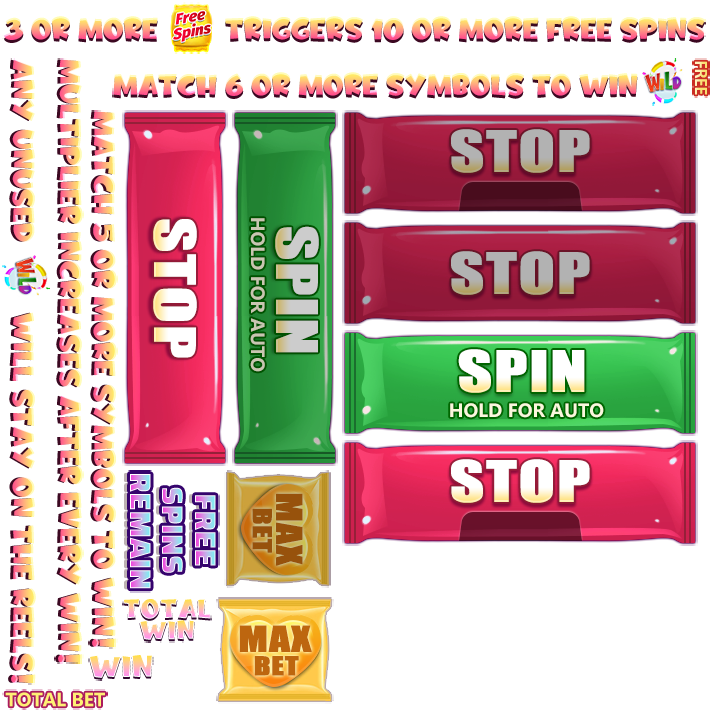 3 OR MORE Free Spins TRIGGERS 10 OR MORE FREE SPINS
MATCH 6 OR MORE SYMBOLS TO WIN WiLD
FREE
ANY UNUSED WiLD WILL STAY ON THE REELS!
MULTIPLIER INCREASES AFTER EVERY WIN!
MATCH 5 OR MORE SYMBOLS TO WIN!
STOP
SPIN
HOLD FOR AUTO
STOP
STOP
SPIN
HOLD FOR AUTO
STOP
FREE
SPINS
REMAIN
MAX
BET
TOTAL
WIN
WIN
MAX
BET
TOTAL BET